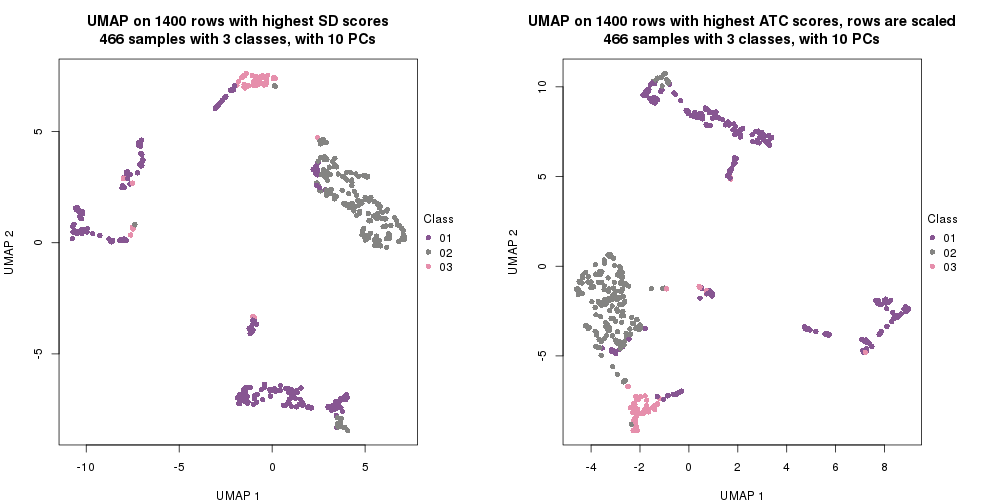 UMAP on 1400 rows with highest SD scores
466 samples with 3 classes, with 10 PCs
5
0
-5
UMAP 2
-10
-5
0
5
UMAP 1
Class
01
02
03
UMAP on 1400 rows with highest ATC scores, rows are scaled
466 samples with 3 classes, with 10 PCs
10
5
0
-5
UMAP 2
-4
-2
0
2
4
6
8
UMAP 1
Class
01
02
03